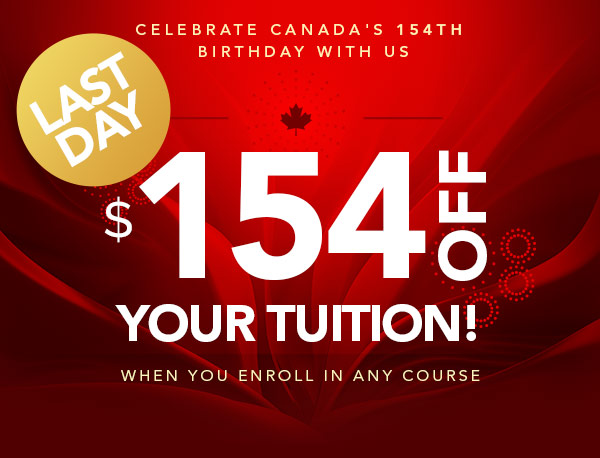 CELEBRATE CANADA'S 154TH
BIRTHDAY WITH US
LAST
DAY
$154 OFF
YOUR TUITION!
WHEN YOU ENROLL IN ANY COURSE